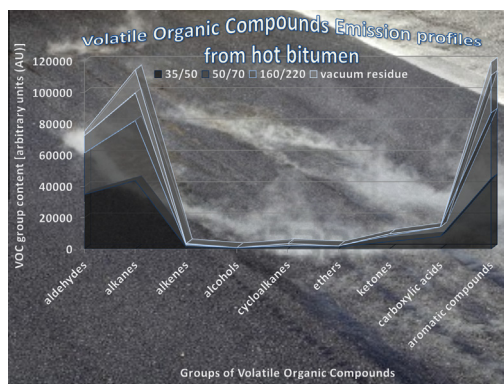 Volatile Organic Compounds Emission profiles
from hot bitumen
35/50 50/70 160/220 vacuum residue
VOC group content [arbitrary units (AU)]
120000
100000
80000
60000
40000
20000
0
aldehydes
alkanes
alkenes
alcohols
cycloalkanes
ethers
ketones
carboxylic acids
aromatic compounds
Groups of Volatile Organic Compounds